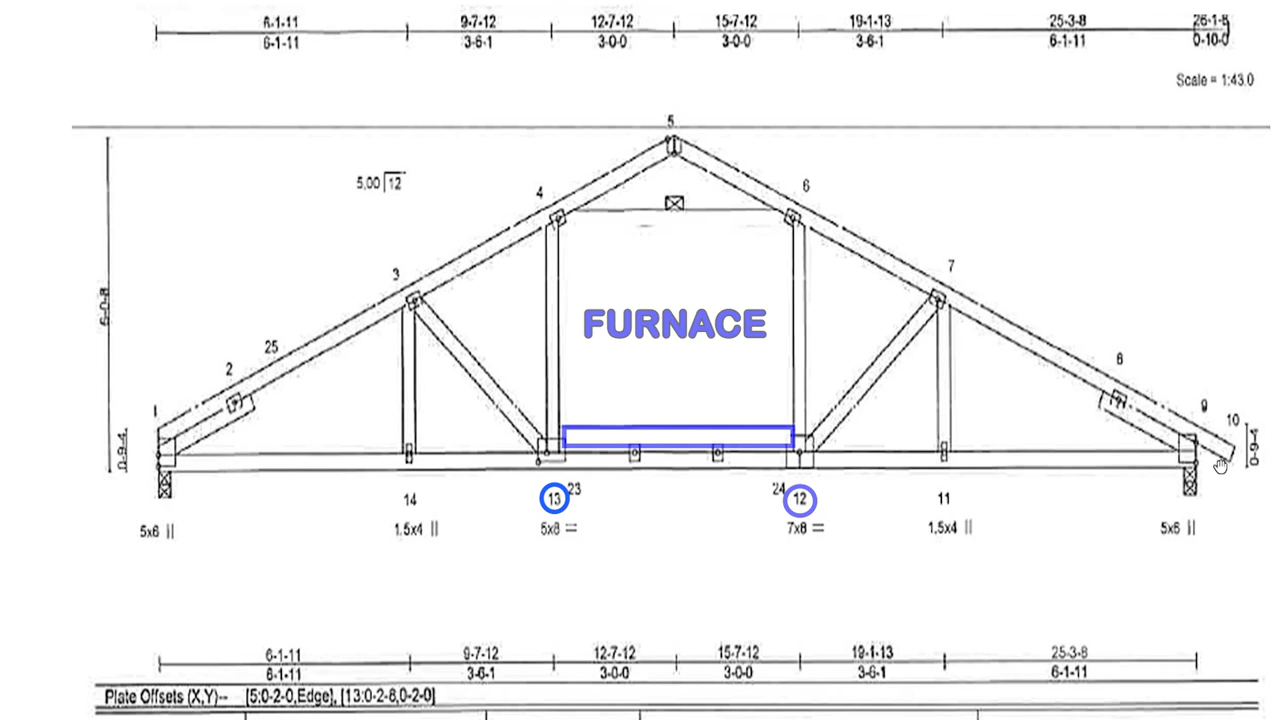 6-1-11 9-7-12 12-7-12 15-7-12 19-1-13 25-3-8 26-1-8
6-1-11 3-6-1 3-0-0 3-0-0 3-6-1 6-1-11 0-10-0
Scale = 1:43.0
5
5.00 12
4 6
3 7
FURNACE
6-0-8
25
2 8
1 9
10
0-9-4 0-9-4
14 13 23 24 12 11
5x6 || 1.5x4 || 5x8 = 7x8 = 1.5x4 || 5x6 ||
6-1-11 9-7-12 12-7-12 15-7-12 19-1-13 25-3-8
6-1-11 3-6-1 3-0-0 3-0-0 3-6-1 6-1-11
Plate Offsets (X,Y)-- [5:0-2-0,Edge], [13:0-2-8,0-2-0]